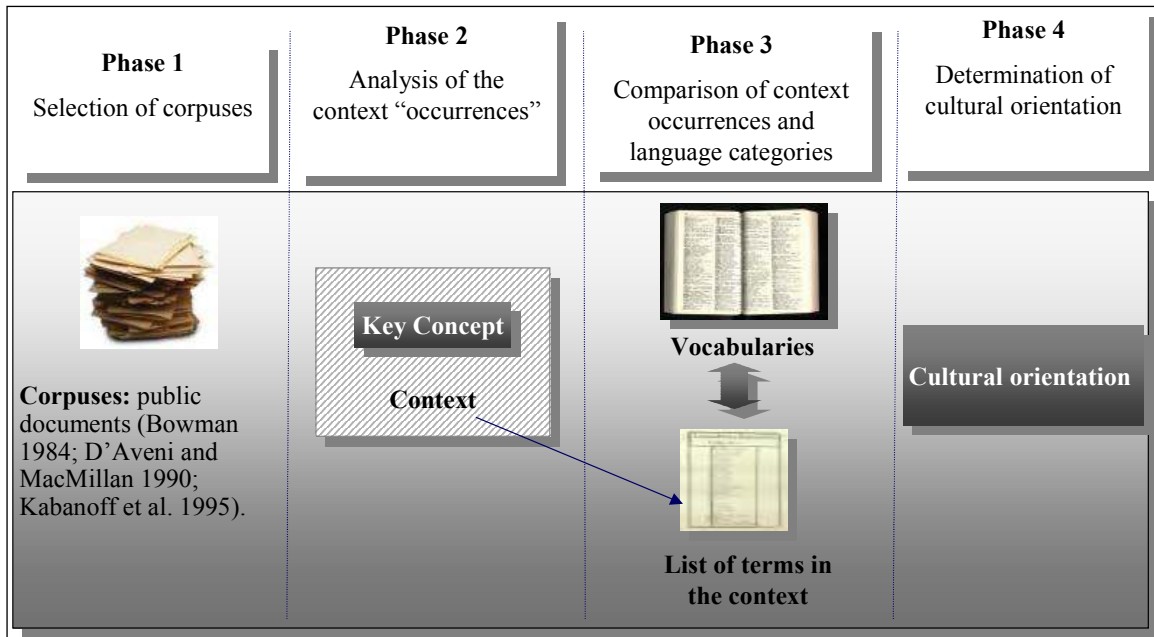 Phase 1
Selection of corpuses
Phase 2
Analysis of the
context “occurrences”
Phase 3
Comparison of context
occurrences and
language categories
Phase 4
Determination of
cultural orientation
Corpuses: public
documents (Bowman
1984; D’Aveni and
MacMillan 1990;
Kabanoff et al. 1995).
Key Concept
Context
Vocabularies
List of terms in
the context
Cultural orientation